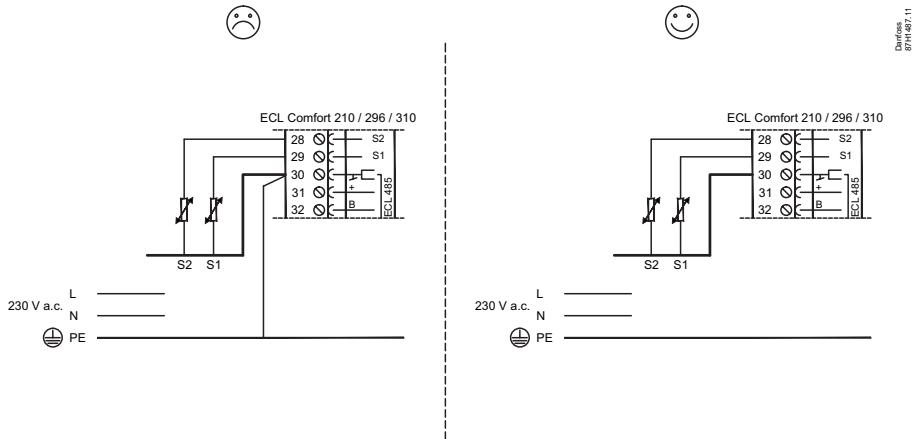 Danfoss
87H1487.11
ECL Comfort 210 / 296 / 310
28
S2
29
S1
30
31
+
32
B
ECL 485
S2 S1
230 V a.c.
L
N
PE
ECL Comfort 210 / 296 / 310
28
S2
29
S1
30
31
+
32
B
ECL 485
S2 S1
230 V a.c.
L
N
PE